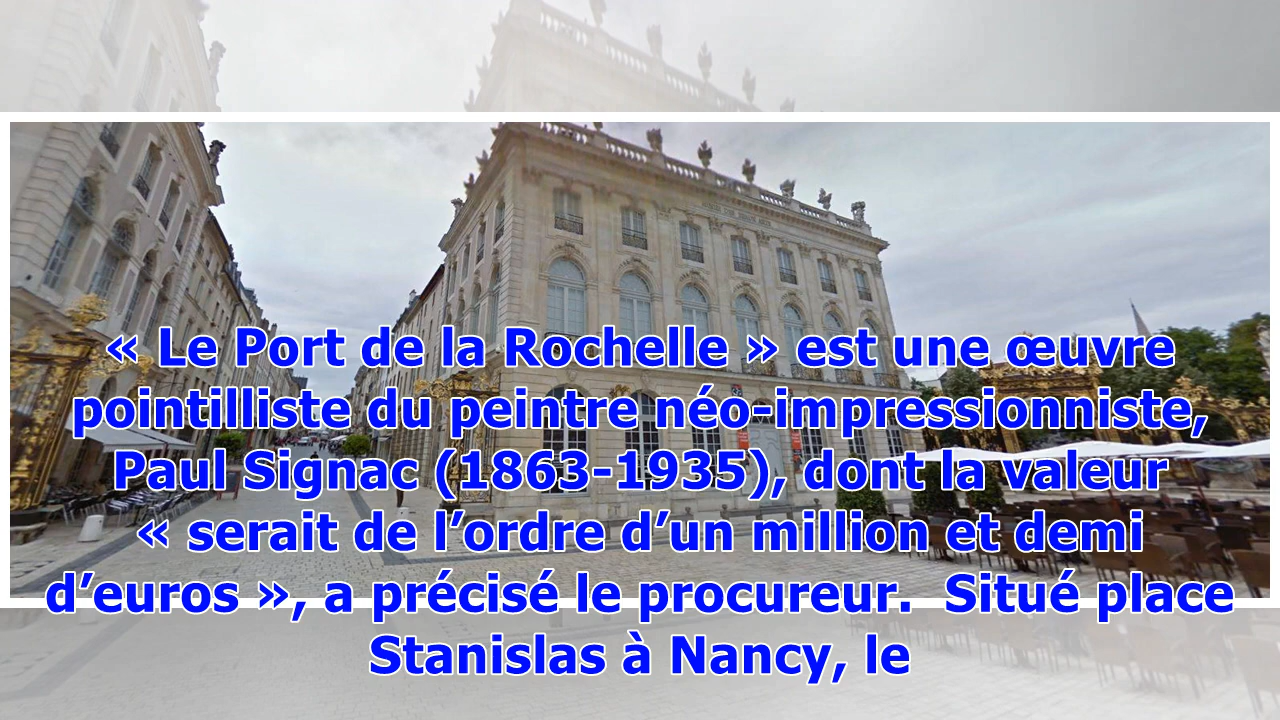 « Le Port de la Rochelle » est une œuvre
pointilliste du peintre néo-impressionniste,
Paul Signac (1863-1935), dont la valeur
« serait de l’ordre d’un million et demi
d’euros », a précisé le procureur.  Situé place
Stanislas à Nancy, le